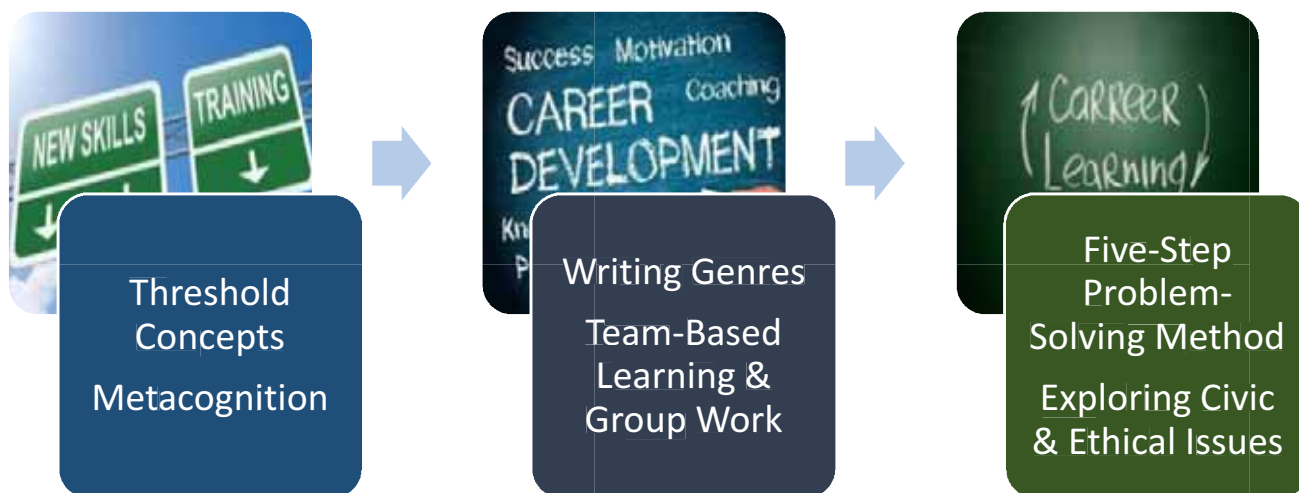 NEW SKILLS
TRAINING
Threshold
Concepts
Metacognition
Success Motivation
CAREER Coaching
DEVELOPMENT
Writing Genres
Team-Based
Learning &
Group Work
CARREER
Learning
Five-Step
Problem-
Solving Method
Exploring Civic
& Ethical Issues